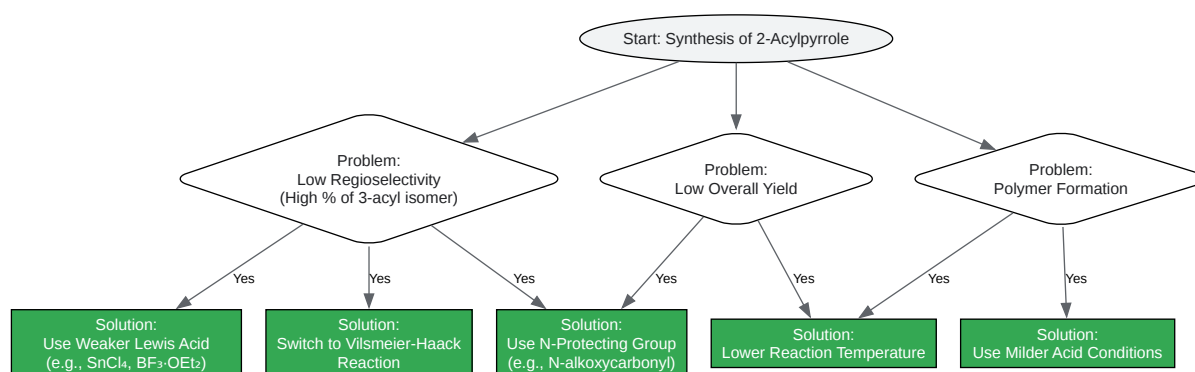 Start: Synthesis of 2-Acylpyrrole
Problem:
Low Regioselectivity
(High % of 3-acyl isomer)
Problem:
Low Overall Yield
Problem:
Polymer Formation
Yes
Yes
Yes
Yes
Yes
Yes
Yes
Solution:
Use Weaker Lewis Acid
(e.g., SnCl₄, BF₃·OEt₂)
Solution:
Switch to Vilsmeier-Haack
Reaction
Solution:
Use N-Protecting Group
(e.g., N-alkoxycarbonyl)
Solution:
Lower Reaction Temperature
Solution:
Use Milder Acid Conditions